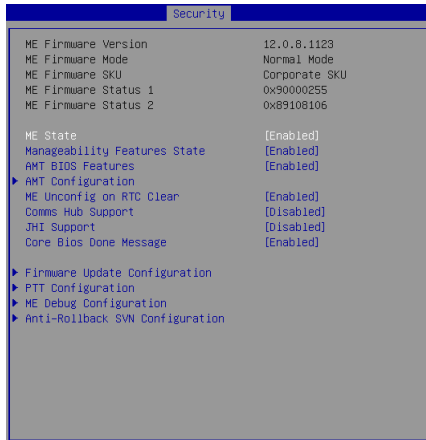 Security
ME Firmware Version 12.0.8.1123
ME Firmware Mode Normal Mode
ME Firmware SKU Corporate SKU
ME Firmware Status 1 0x90000255
ME Firmware Status 2 0x89108106
ME State [Enabled]
Manageability Features State [Enabled]
AMT BIOS Features [Enabled]
AMT Configuration
ME Unconfig on RTC Clear [Enabled]
Comms Hub Support [Disabled]
JHI Support [Disabled]
Core Bios Done Message [Enabled]
Firmware Update Configuration
PTT Configuration
ME Debug Configuration
Anti-Rollback SVN Configuration